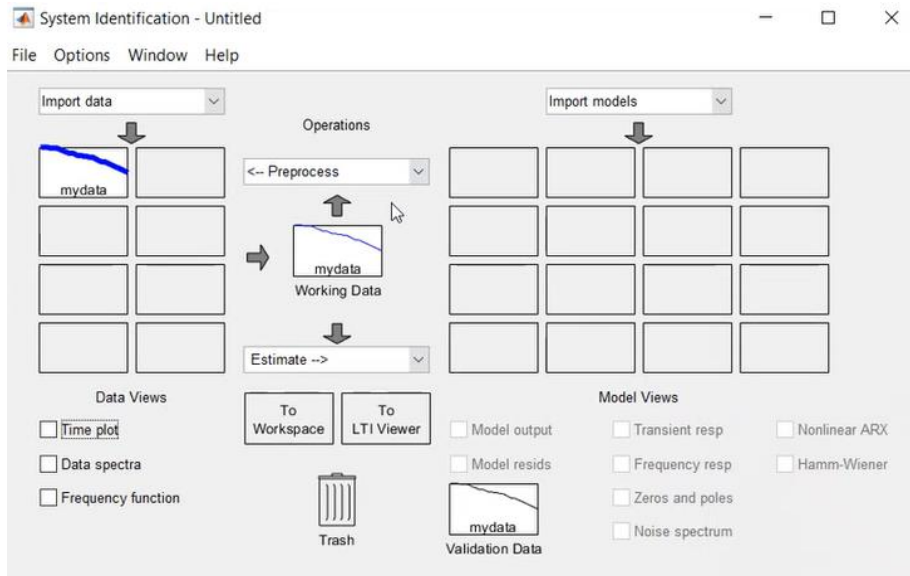 System Identification - Untitled
File Options Window Help
Import data
Import models
Operations
<-- Preprocess
mydata
mydata
Working Data
Estimate -->
Data Views
Model Views
To Workspace
To LTI Viewer
Time plot
Model output
Transient resp
Nonlinear ARX
Data spectra
Model resids
Frequency resp
Hamm-Wiener
Frequency function
Zeros and poles
mydata
Noise spectrum
Trash
Validation Data